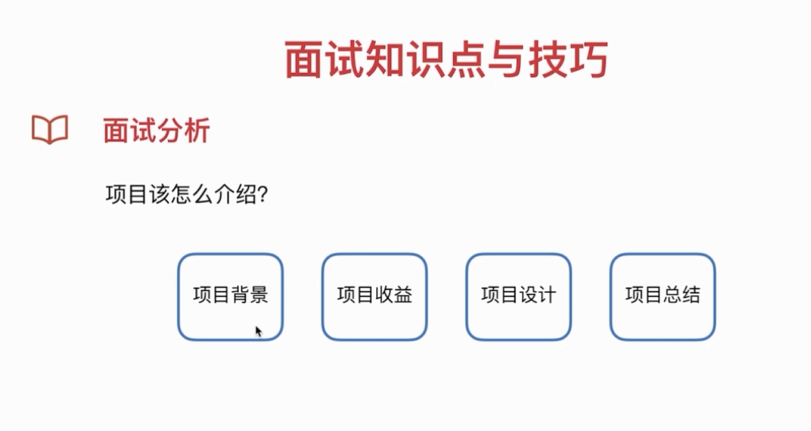 面试知识点与技巧
面试分析
项目该怎么介绍?
项目背景
项目收益
项目设计
项目总结